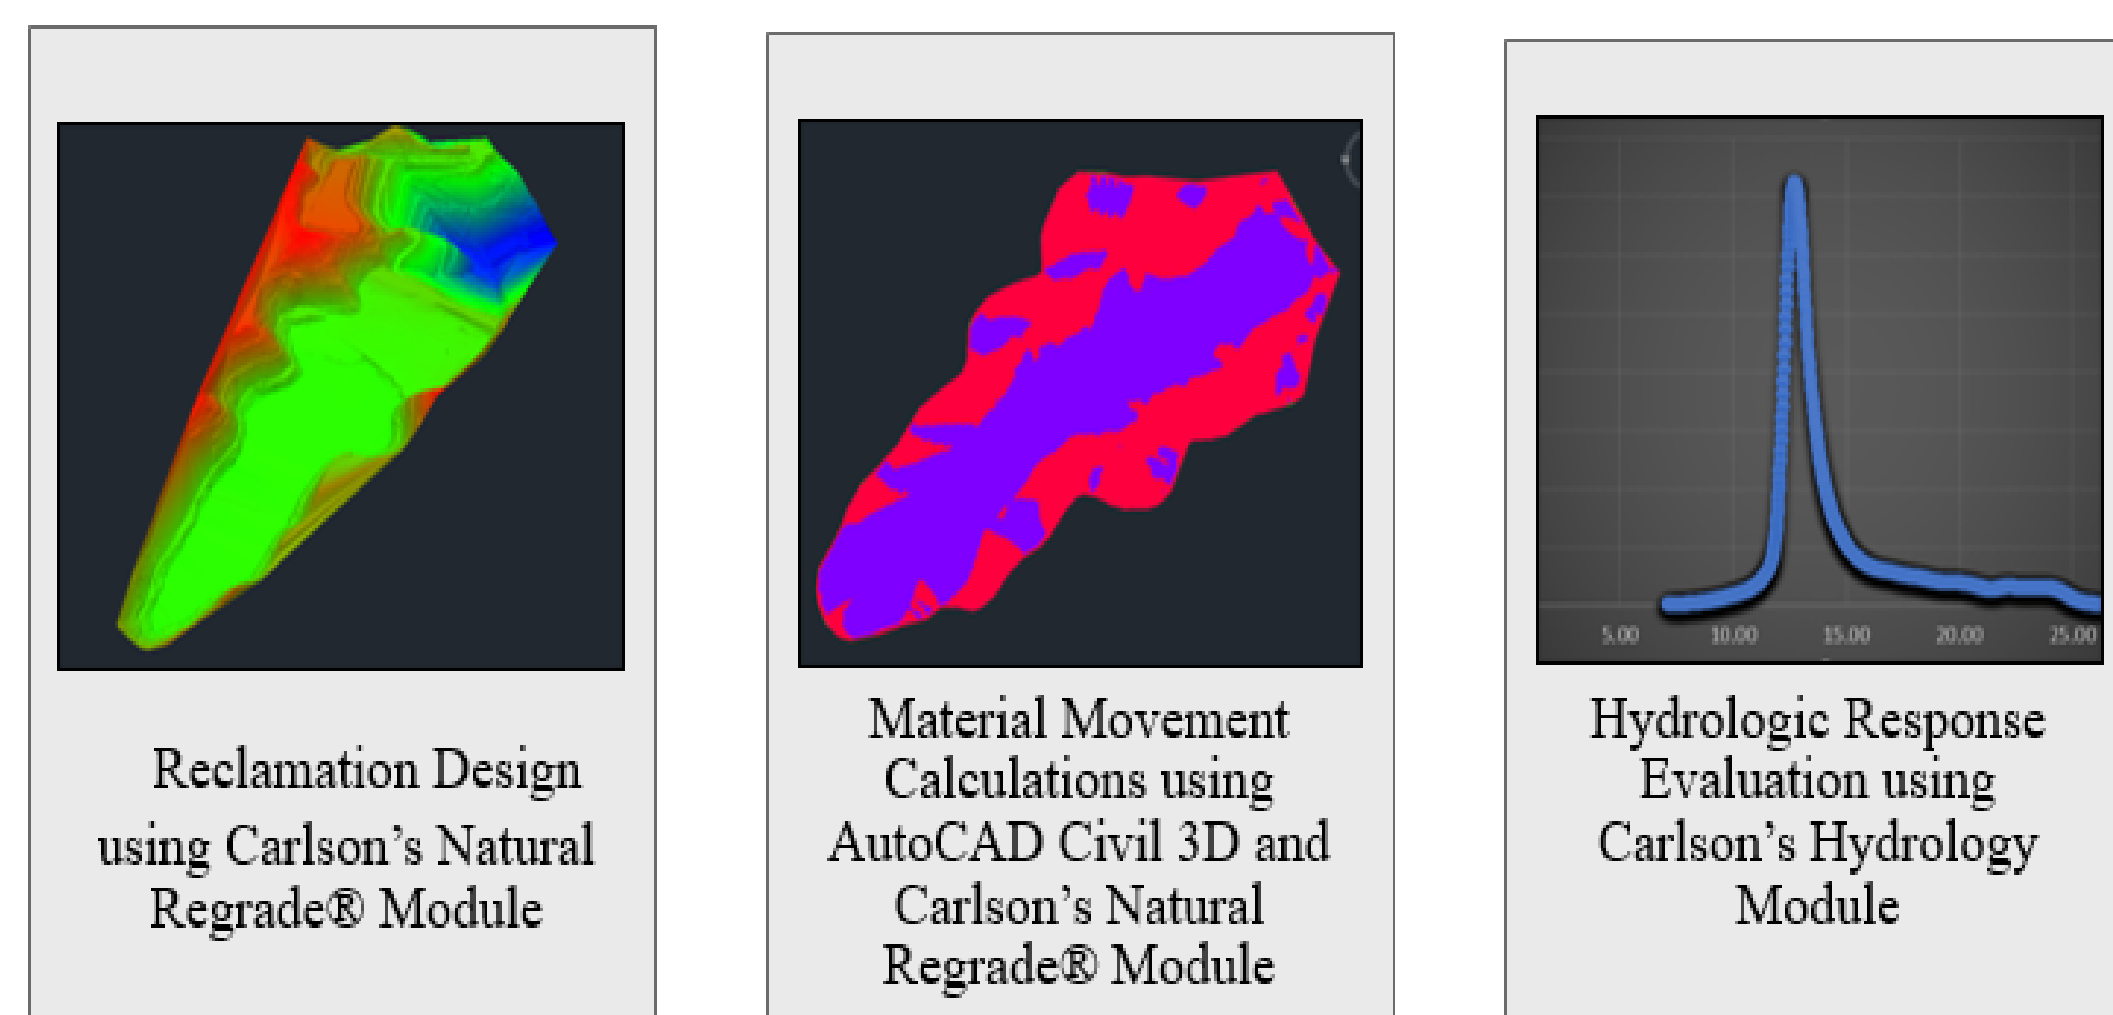 Reclamation Design
using Carlson’s Natural
Regrade® Module
Material Movement
Calculations using
AutoCAD Civil 3D and
Carlson’s Natural
Regrade® Module
5.00 10.00 15.00 20.00 25.00
Hydrologic Response
Evaluation using
Carlson’s Hydrology
Module